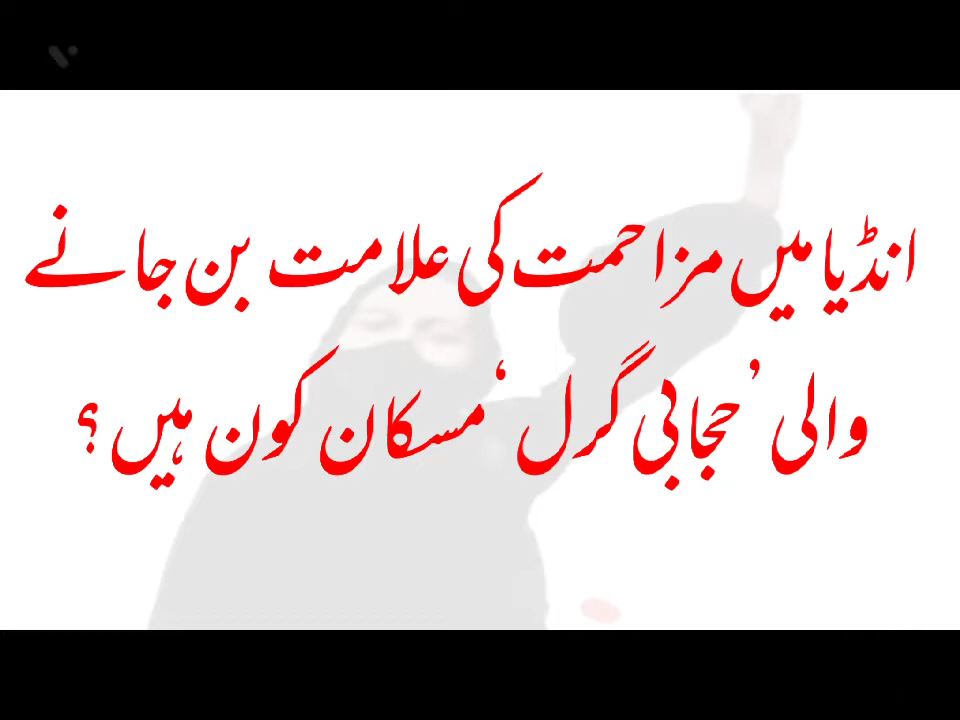 انڈیا میں مزاحمت کی علامت بن جانے
والی ’حجابی گرل‘ مسکان کون ہیں؟